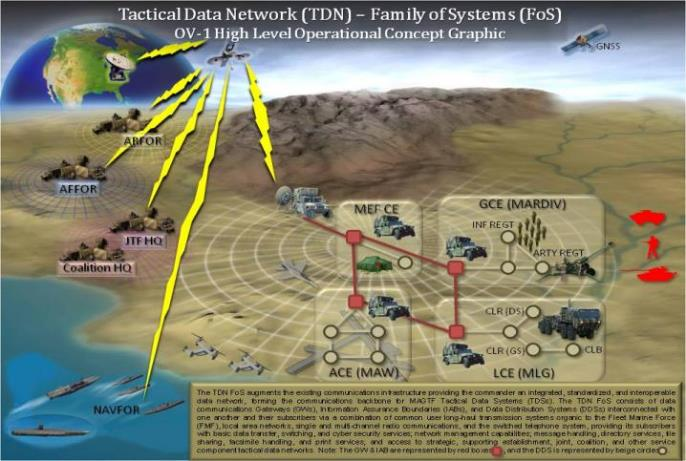 Tactical Data Network (TDN) – Family of Systems (FoS)
OV-1 High Level Operational Concept Graphic
GNSS
ARFOR
AFFOR
JTF HQ
Coalition HQ
NAVFOR
MEF CE
GCE (MARDIV)
INF REGT
ARTY REGT
CLR (DS)
CLR (GS)
CLB
ACE (MAW)
LCE (MLG)
The TDN FoS augments the existing communications infrastructure providing the commander an integrated, standardized, and interoperable
data network, forming the communications backbone for MAGTF Tactical Data Systems (TDSs). The TDN FoS consists of data
communications Gateways (GWs), Information Assurance Boundaries (IABs), and Data Distribution Systems (DDSs) interconnected with
one another and their subscribers via a combination of common user long-haul transmission systems organic to the Fleet Marine Force
(FMF), local area networks, single and multi-channel radio communications, and the switched telephone system, providing its subscribers
with basic data transfer, switching, and cyber security services; network management capabilities; message handling, directory services, file
sharing, facsimile handling, and print services; and access to strategic, supporting establishment, joint, coalition, and other service
component tactical data networks. Note: The GW & IAB are represented by red boxes, and the DDS is represented by beige circles